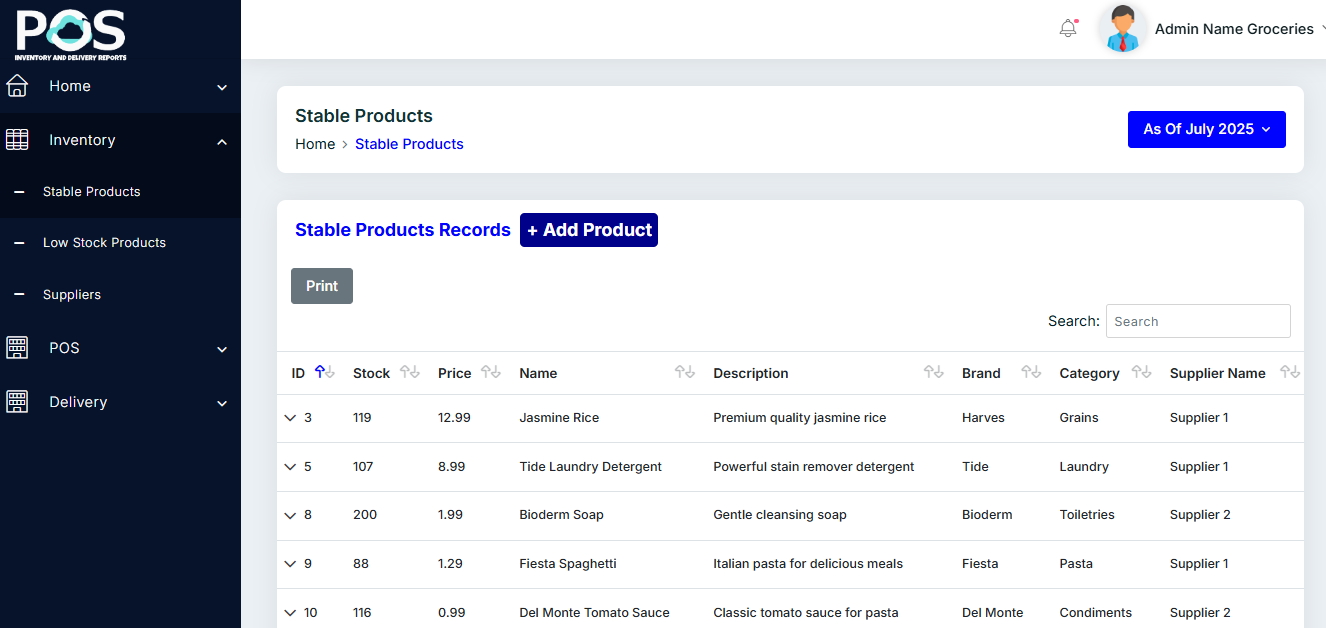 POS
INVENTORY AND DELIVERY REPORTS
Home
Inventory
Stable Products
Low Stock Products
Suppliers
POS
Delivery
Admin Name Groceries
Stable Products
Home > Stable Products
As Of July 2025
Stable Products Records + Add Product
Print
Search: Search
ID Stock Price Name Description Brand Category Supplier Name
3 119 12.99 Jasmine Rice Premium quality jasmine rice Harves Grains Supplier 1
5 107 8.99 Tide Laundry Detergent Powerful stain remover detergent Tide Laundry Supplier 1
8 200 1.99 Bioderm Soap Gentle cleansing soap Bioderm Toiletries Supplier 2
9 88 1.29 Fiesta Spaghetti Italian pasta for delicious meals Fiesta Pasta Supplier 1
10 116 0.99 Del Monte Tomato Sauce Classic tomato sauce for pasta Del Monte Condiments Supplier 2